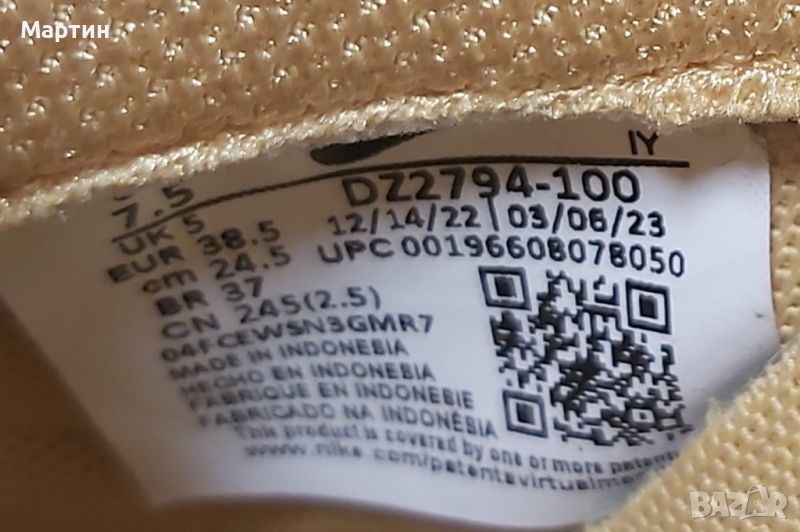 Мартин
IY
7.5 DZ2794-100
UK 5 12/14/22 03/06/23
EUR 38.5 UPC 00196608078050
cm 24.5
BR 37
CN 245(2.5)
04FCEWSN3GMR7
MADE IN INDONESIA
HECHO EN INDONESIA
FABRIQUE EN INDONESIE
FABRICADO NA INDONÉSIA
This product is covered by one or more
www.nike.com/patents
BAZAR